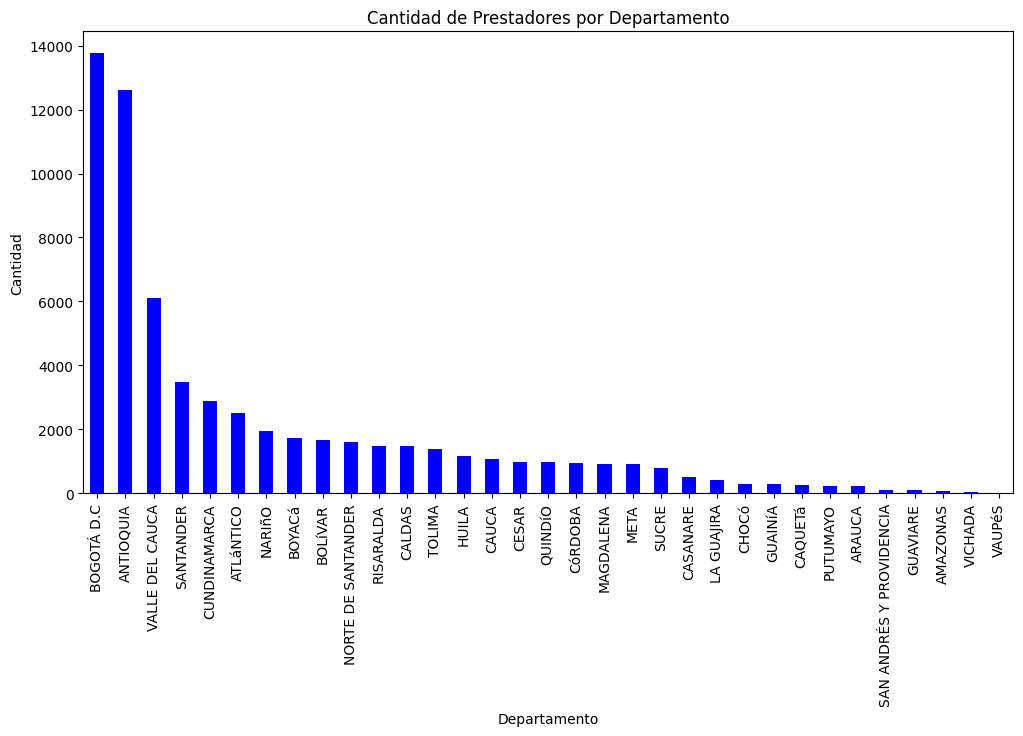 Cantidad de Prestadores por Departamento
14000
12000
10000
8000
6000
4000
2000
0
Cantidad
BOGOTÁ D.C
ANTIOQUIA
VALLE DEL CAUCA
SANTANDER
CUNDINAMARCA
ATLáNTICO
NARIñO
BOYACá
BOLíVAR
NORTE DE SANTANDER
RISARALDA
CALDAS
TOLIMA
HUILA
CAUCA
CESAR
QUINDíO
CóRDOBA
MAGDALENA
META
SUCRE
CASANARE
LA GUAJIRA
CHOCó
GUAINíA
CAQUETá
PUTUMAYO
ARAUCA
SAN ANDRÉS Y PROVIDENCIA
GUAVIARE
AMAZONAS
VICHADA
VAUPéS
Departamento